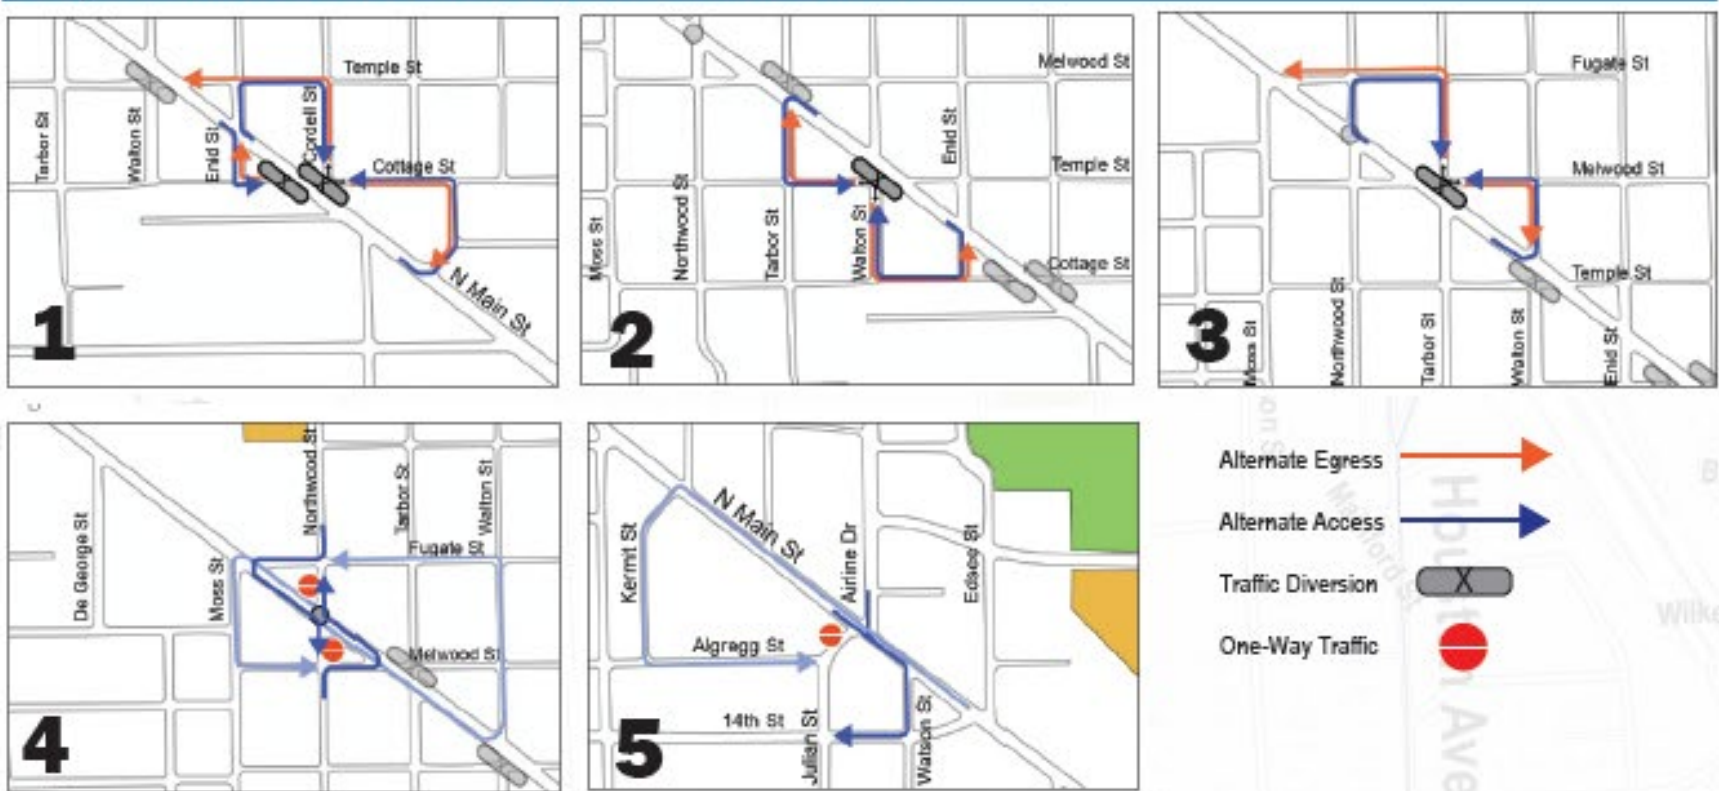 Temple St
Tarbor St
Walton St
Enid St
Cordell St
Cottage St
N Main St
1
Melwood St
Enid St
Temple St
Moss St
Northwood St
Tarbor St
Walton St
Cottage St
2
Fugate St
Melwood St
Temple St
Moss St
Northwood St
Tarbor St
Walton St
Enid St
3
Northwood St
Tarbor St
Walton St
De George St
Moss St
Fugate St
Melwood St
4
N Main St
Kermit St
Airline Dr
Edsee St
Algregg St
14th St
Julian St
Watson St
5
Alternate Egress
Alternate Access
Traffic Diversion
X
One-Way Traffic